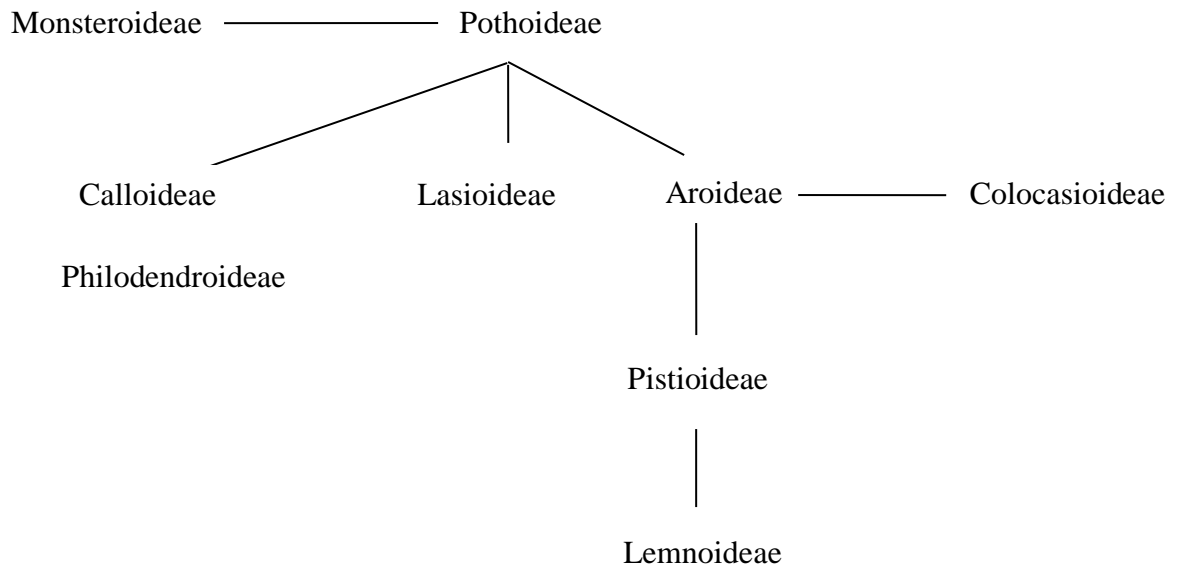 Monsteroideae Pothoideae
Calloideae Lasioideae Aroideae Colocasioideae
Philodendroideae
Pistioideae
Lemnoideae